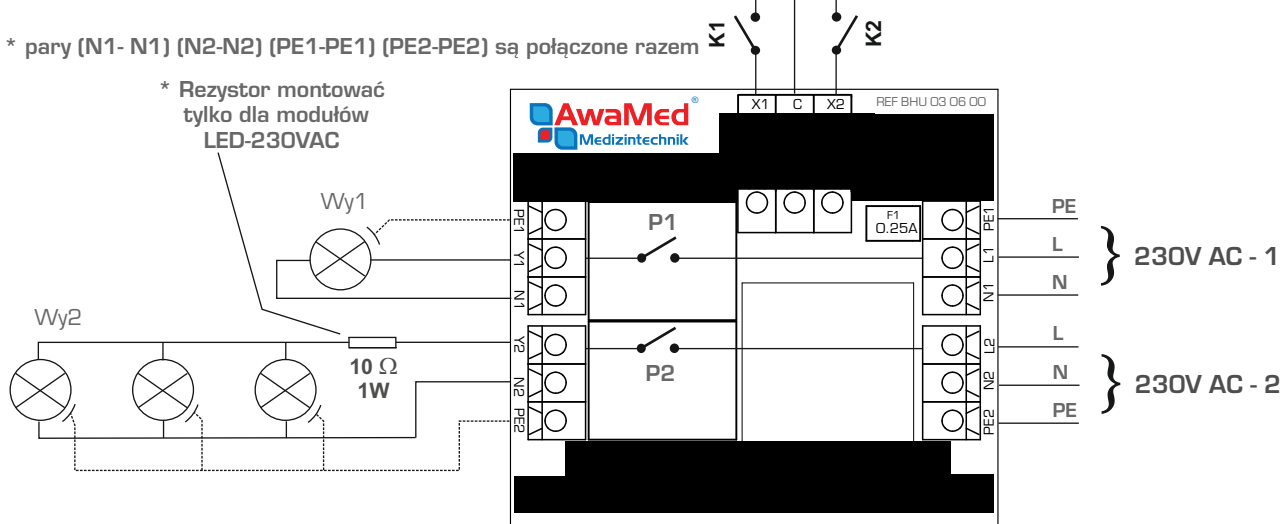 K1
K2
* pary (N1- N1) (N2-N2) (PE1-PE1) (PE2-PE2) są połączone razem
* Rezystor montować
tylko dla modułów
LED-230VAC
AwaMed®
Medizintechnik
X1 C X2
REF BHU 03 06 00
Wy1
PE1
Y1
N1
P1
F1
0.25A
PE1
L1
N1
PE
L
N
230V AC - 1
Wy2
10 Ω
1W
Y2
N2
PE2
P2
L2
N2
PE2
L
N
PE
230V AC - 2